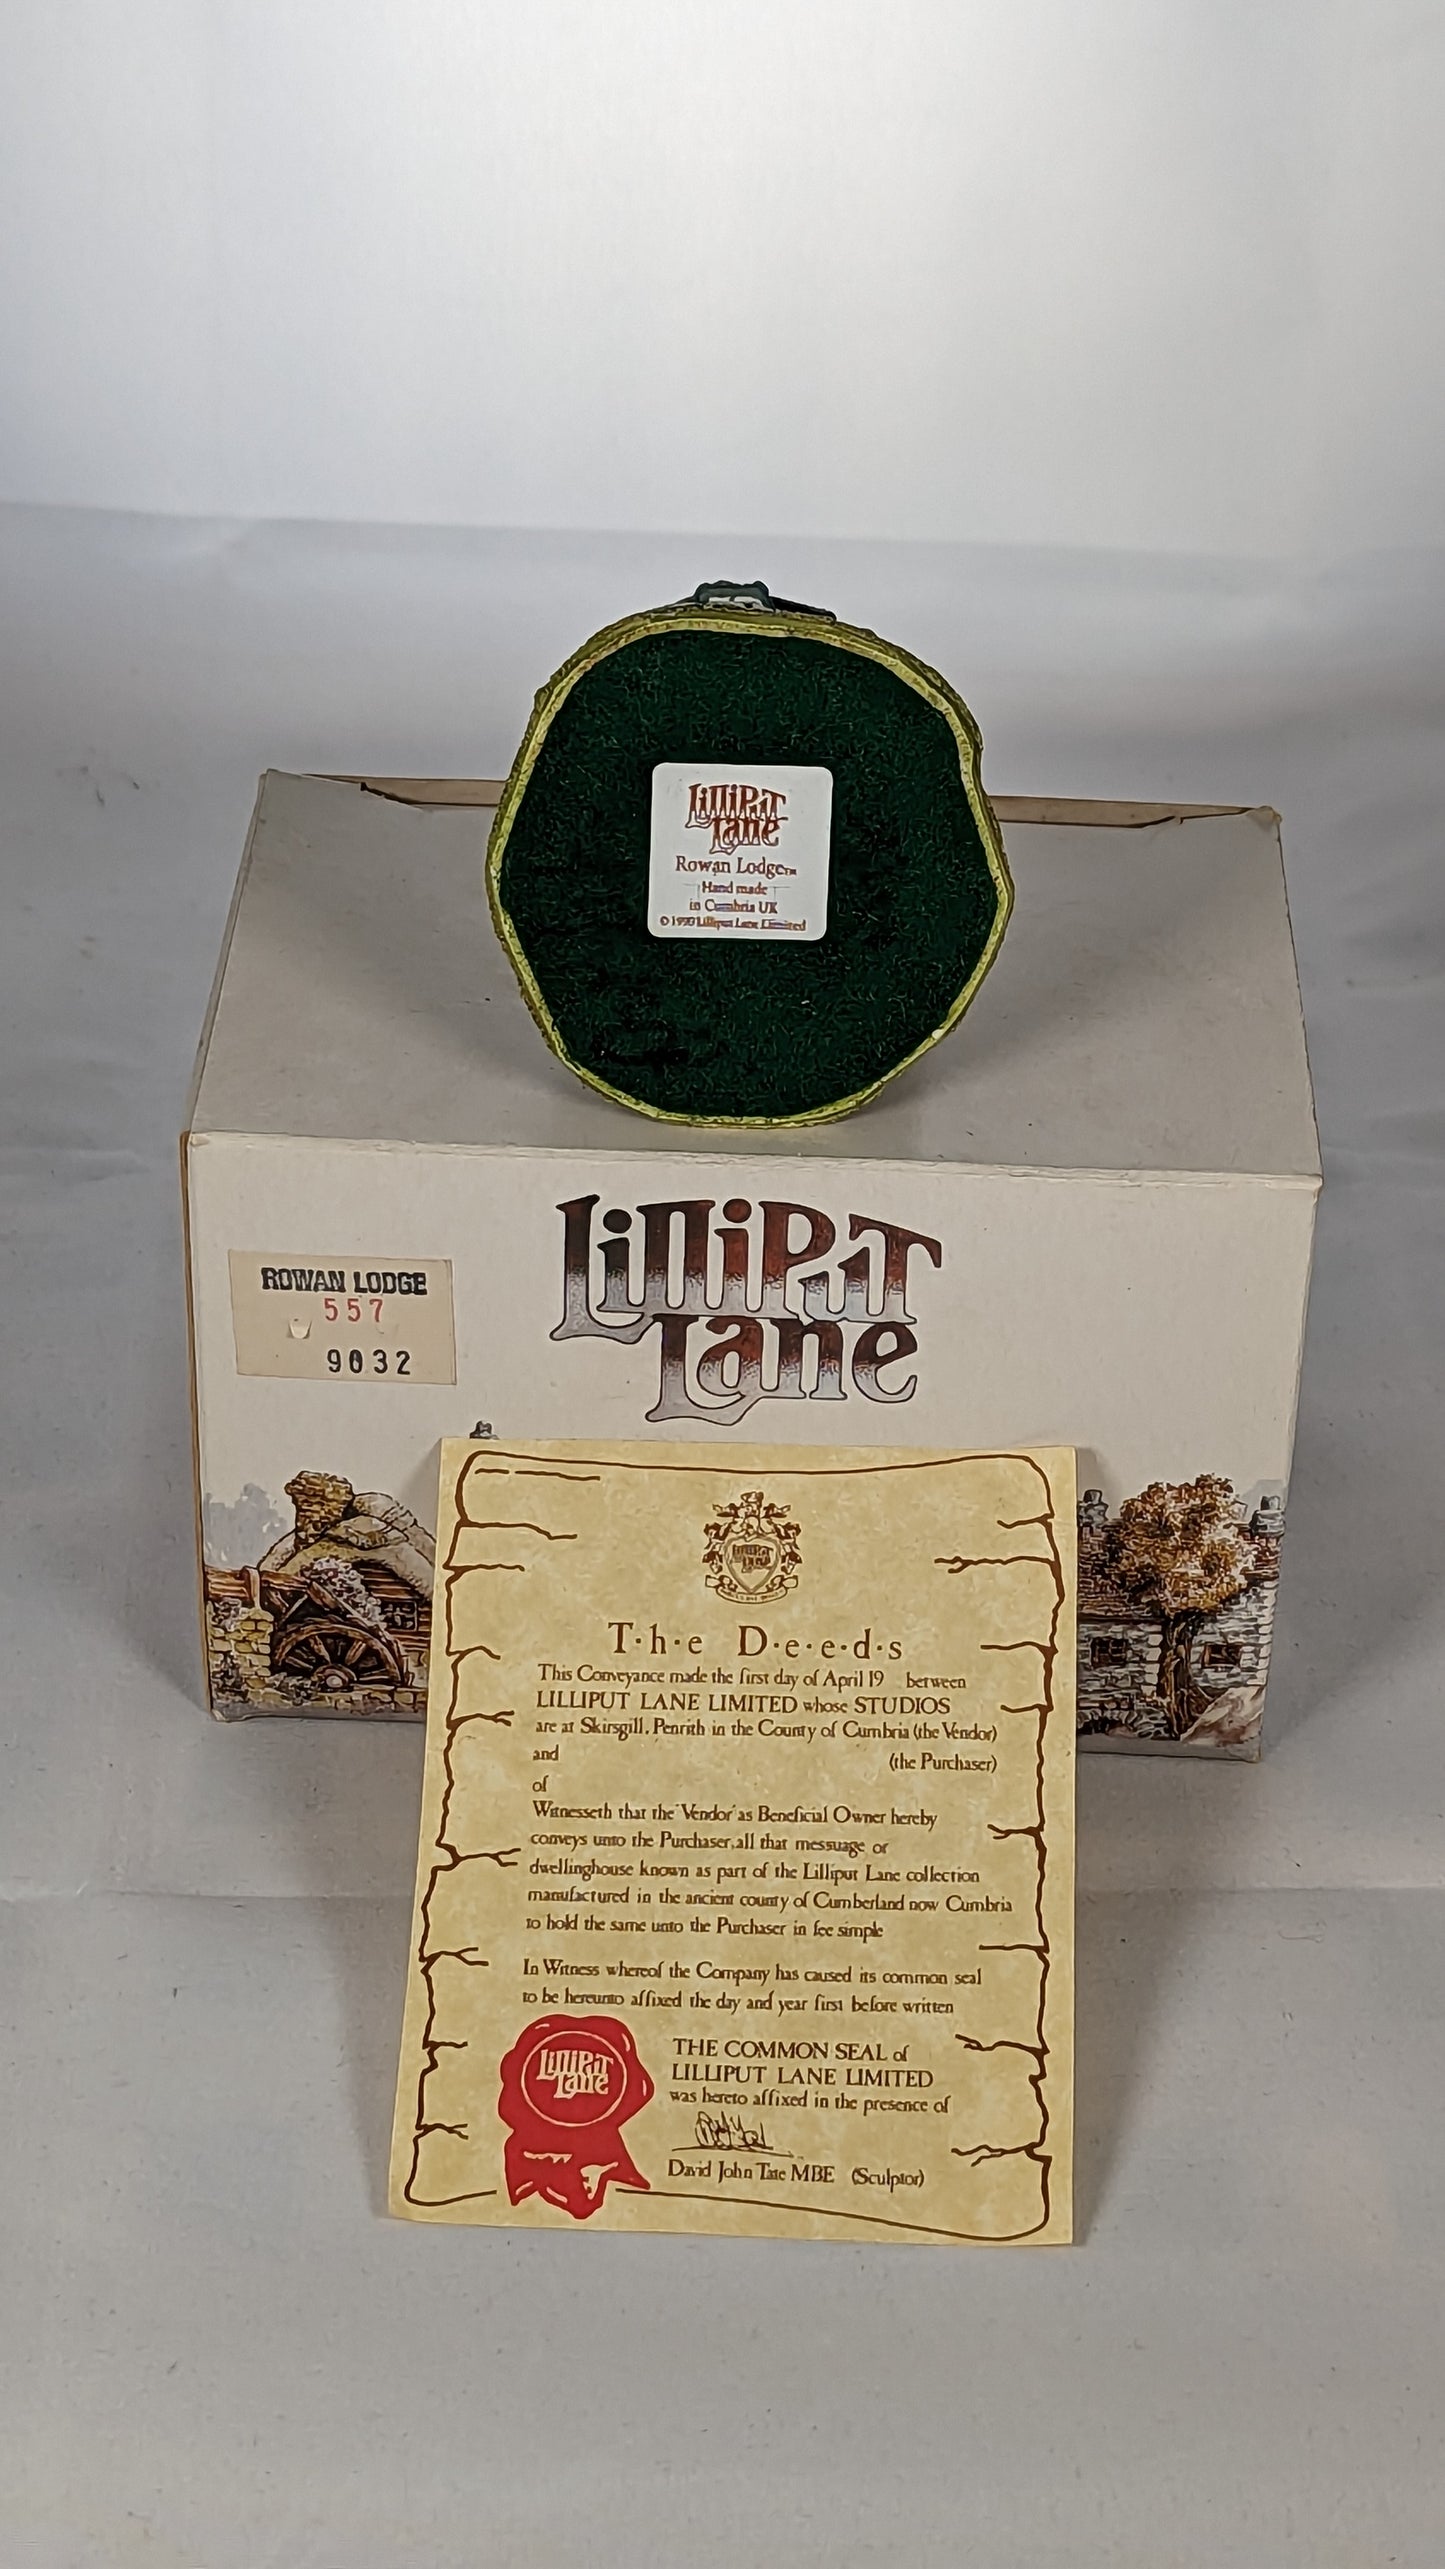 LilliPuT
Lane
Rowan Lodge™
Hand made
in Cumbria UK
© 1990 Lilliput Lane Limited
LilliPuT
Lane
ROWAN LODGE
557
9032
T·h·e D·e·e·d·s
This Conveyance made the first day of April 19 between
LILLIPUT LANE LIMITED whose STUDIOS
are at Skirsgill, Penrith in the County of Cumbria (the Vendor)
and (the Purchaser)
of
Witnesseth that the 'Vendor' as Beneficial Owner hereby
conveys unto the Purchaser, all that messuage or
dwellinghouse known as part of the Lilliput Lane collection
manufactured in the ancient county of Cumberland now Cumbria
to hold the same unto the Purchaser in fee simple
In Witness whereof the Company has caused its common seal
to be hereunto affixed the day and year first before written
LilliPuT
Lane
THE COMMON SEAL of
LILLIPUT LANE LIMITED
was hereto affixed in the presence of
David John Tate MBE (Sculptor)